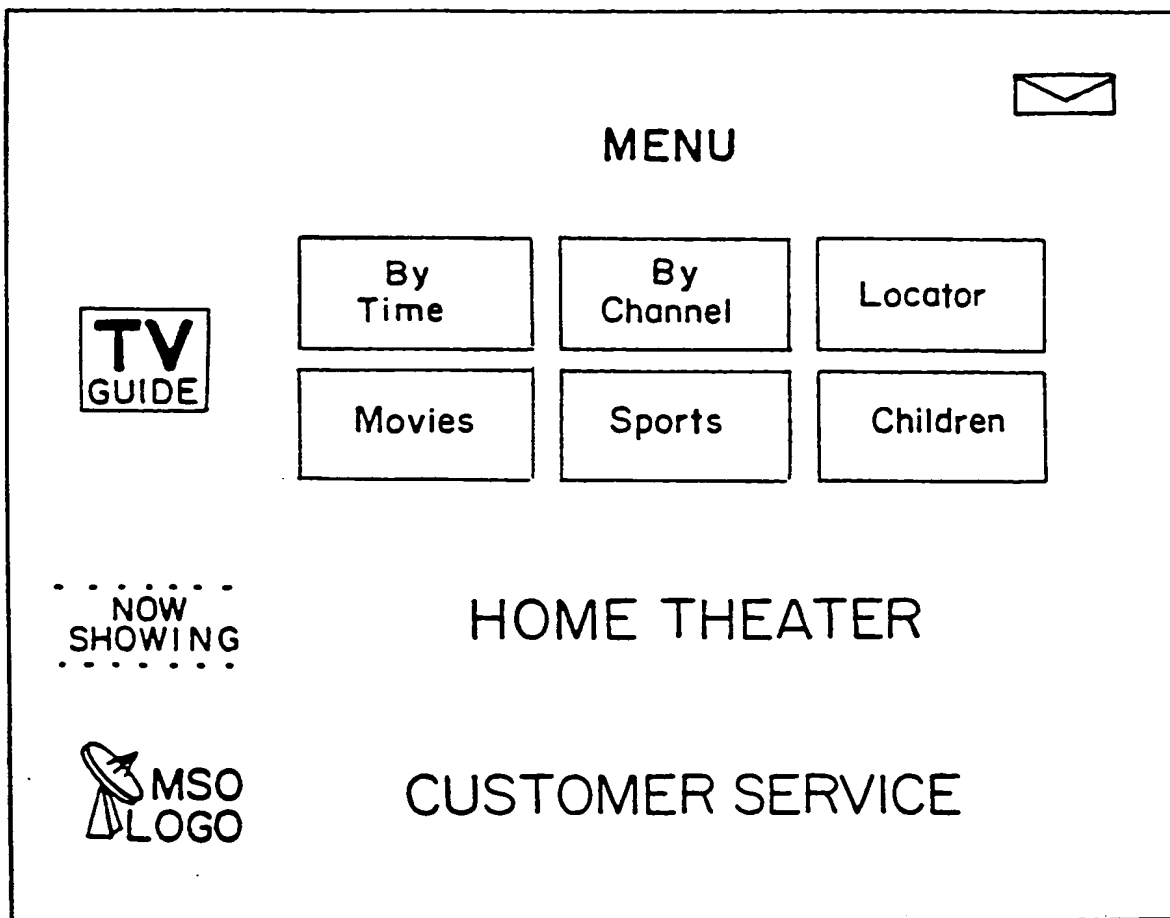 MENU
By
Time
By
Channel
Locator
TV
GUIDE
Movies
Sports
Children
NOW
SHOWING
HOME THEATER
MSO
LOGO
CUSTOMER SERVICE